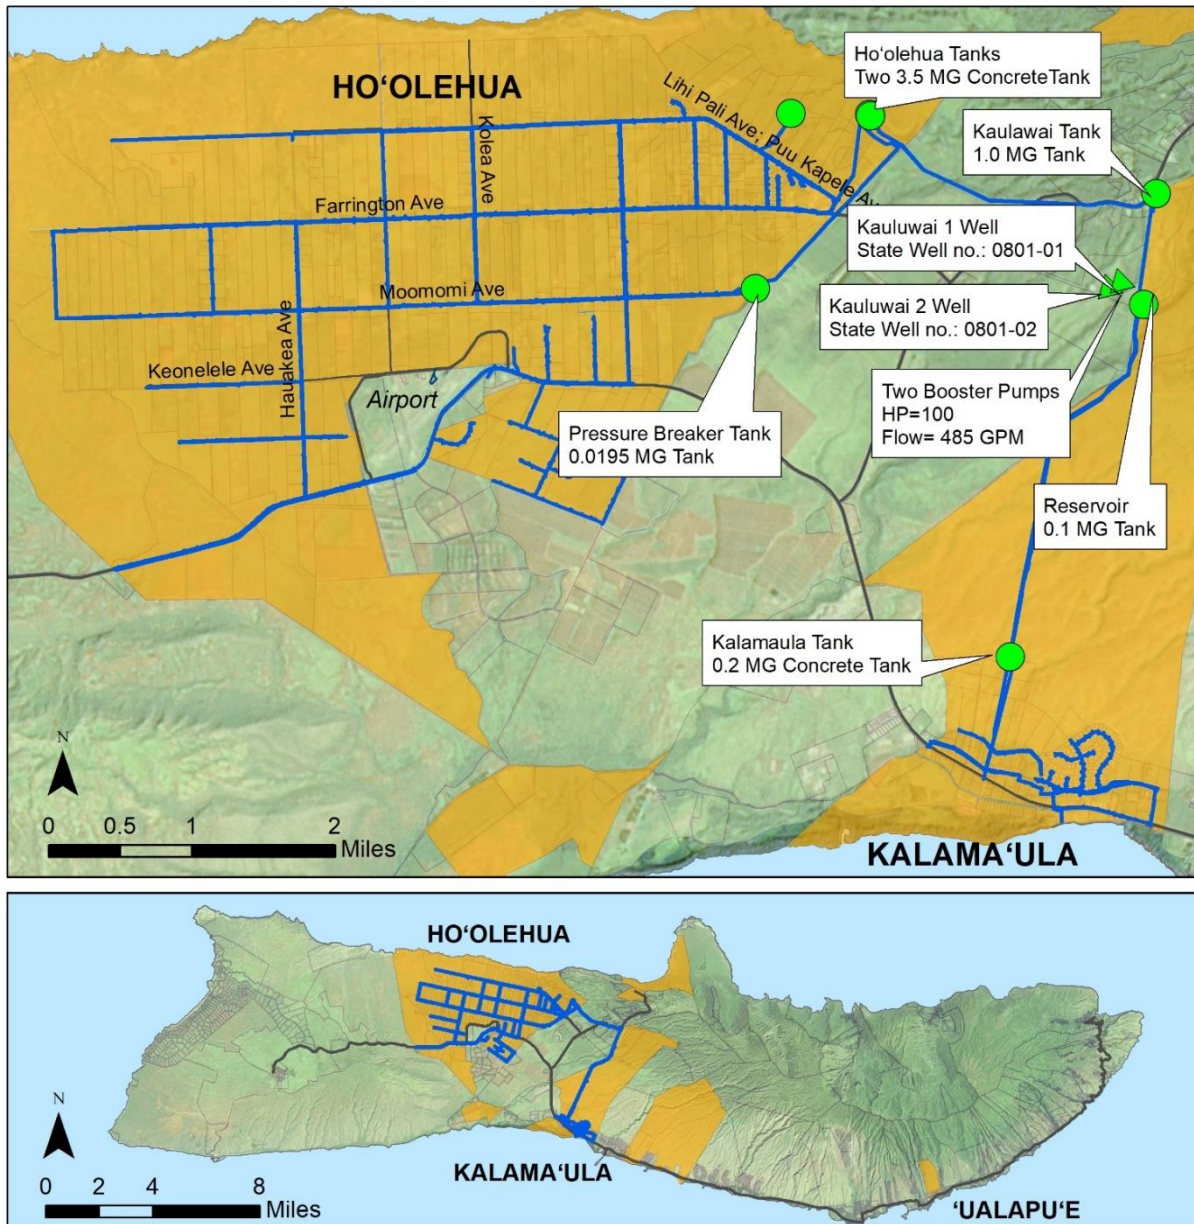 HO‘OLEHUA
Ho‘olehua Tanks
Two 3.5 MG ConcreteTank
Lihi Pali Ave; Puu Kapele Av
Kaulawai Tank
1.0 MG Tank
Kolea Ave
Farrington Ave
Kauluwai 1 Well
State Well no.: 0801-01
Moomomi Ave
Kauluwai 2 Well
State Well no.: 0801-02
Hauakea Ave
Keonelele Ave
Airport
Two Booster Pumps
HP=100
Flow= 485 GPM
Pressure Breaker Tank
0.0195 MG Tank
Reservoir
0.1 MG Tank
Kalamaula Tank
0.2 MG Concrete Tank
N
0 0.5 1 2
Miles
KALAMA‘ULA
HO‘OLEHUA
N
KALAMA‘ULA
0 2 4 8
Miles
‘UALAPU‘E